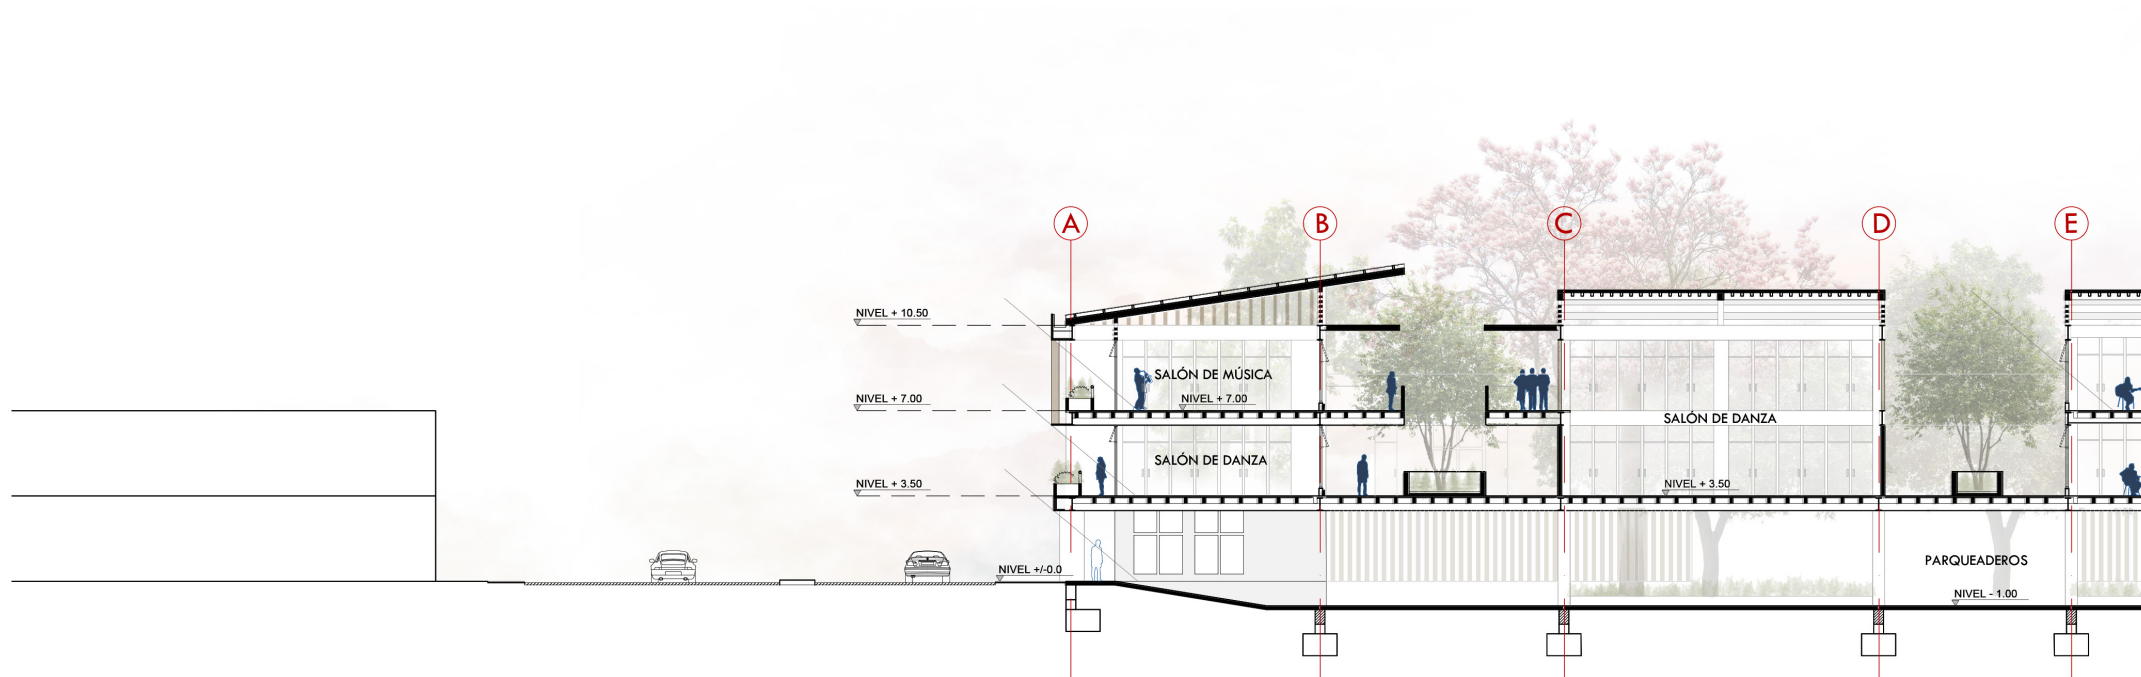 A B C D E
NIVEL + 10.50
SALÓN DE MÚSICA
NIVEL + 7.00
NIVEL + 7.00
SALÓN DE DANZA
SALÓN DE DANZA
NIVEL + 3.50
NIVEL + 3.50
PARQUEADEROS
NIVEL +/-0.0
NIVEL - 1.00